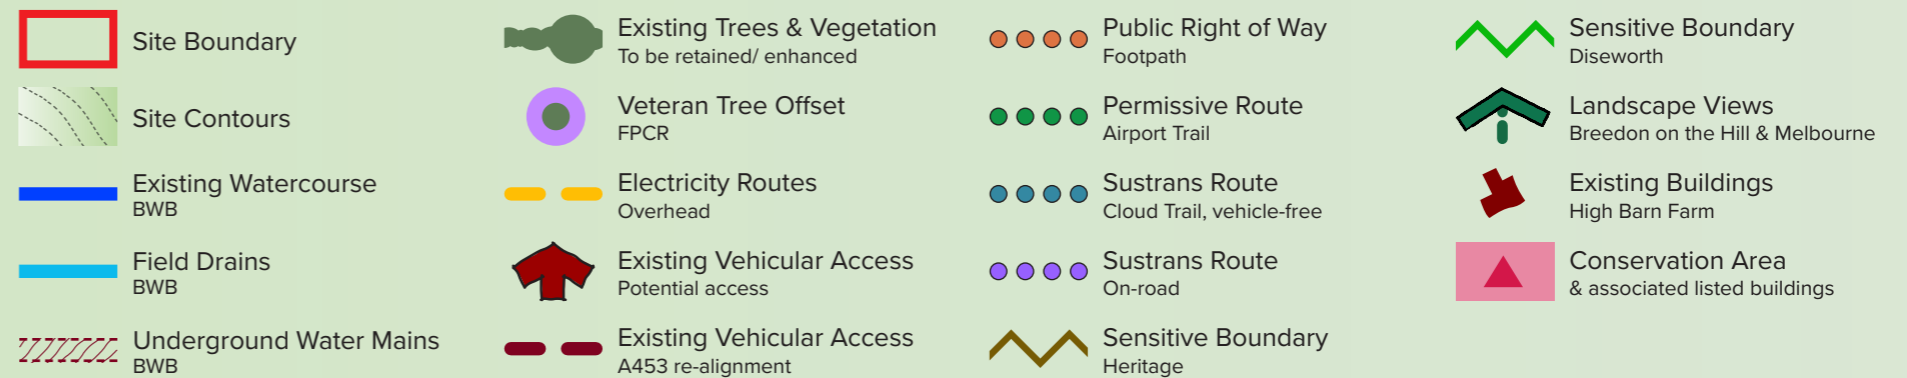 Site Boundary
Site Contours
Existing Watercourse
BWB
Field Drains
BWB
Underground Water Mains
BWB
Existing Trees & Vegetation
To be retained/ enhanced
Veteran Tree Offset
FPCR
Electricity Routes
Overhead
Existing Vehicular Access
Potential access
Existing Vehicular Access
A453 re-alignment
Public Right of Way
Footpath
Permissive Route
Airport Trail
Sustrans Route
Cloud Trail, vehicle-free
Sustrans Route
On-road
Sensitive Boundary
Heritage
Sensitive Boundary
Diseworth
Landscape Views
Breedon on the Hill & Melbourne
Existing Buildings
High Barn Farm
Conservation Area
& associated listed buildings